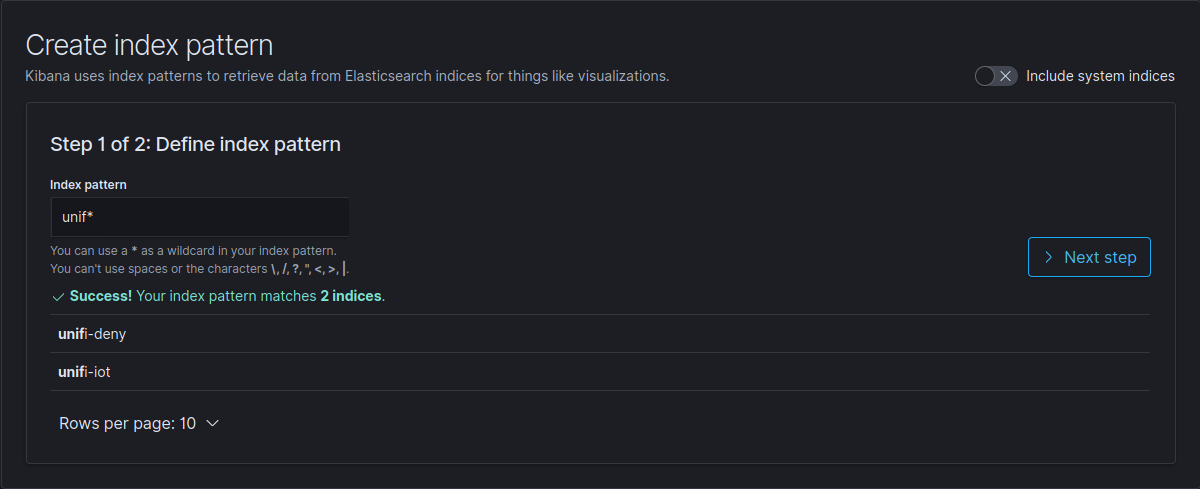 Create index pattern
Kibana uses index patterns to retrieve data from Elasticsearch indices for things like visualizations.
Include system indices
Step 1 of 2: Define index pattern
Index pattern
unif*
You can use a * as a wildcard in your index pattern.
You can't use spaces or the characters \, /, ?, ", <, >, |.
Next step
Success! Your index pattern matches 2 indices.
unifi-deny
unifi-iot
Rows per page: 10